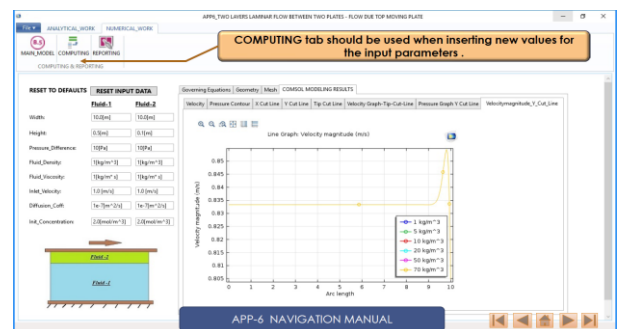 APP6_TWO LAYERS LAMINAR FLOW BETWEEN TWO PLATES - FLOW DUE TOP MOVING PLATE
File ANALYTICAL_WORK NUMERICAL_WORK
MAIN_MODEL COMPUTING REPORTING
COMPUTING & REPORTING
COMPUTING tab should be used when inserting new values for
the input parameters .
RESET TO DEFAULTS RESET INPUT DATA
Fluid-1 Fluid-2
Width: 10.0[m] 10.0[m]
Height: 0.5[m] 0.1[m]
Pressure_Difference: 10[Pa] 10[Pa]
Fluid_Density: 1[kg/m^3] 1[kg/m^3]
Fluid_Viscosity: 1[kg/m*s] 1[kg/m*s]
Inlet_Velocity: 1.0 [m/s] 1.0 [m/s]
Diffusion_Coff: 1e-7[m^2/s] 1e-7[m^2/s]
Init_Concentration: 2.0[mol/m^3] 2.0[mol/m^3]
Fluid-2
Fluid-1
Governing Equations Geometry Mesh COMSOL MODELING RESULTS
Velocity Pressure Contour X Cut Line Y Cut Line Tip Cut Line Velocity Graph-Tip-Cut-Line Pressure Graph Y Cut Line Velocitymagnitude_Y_Cut_Line
Line Graph: Velocity magnitude (m/s)
Velocity magnitude (m/s)
0.85
0.845
0.84
0.835
0.83
0.825
0.82
0.815
0.81
0.805
1 kg/m^3
5 kg/m^3
10 kg/m^3
20 kg/m^3
50 kg/m^3
70 kg/m^3
0 1 2 3 4 5 6 7 8 9 10
Arc length
APP-6 NAVIGATION MANUAL